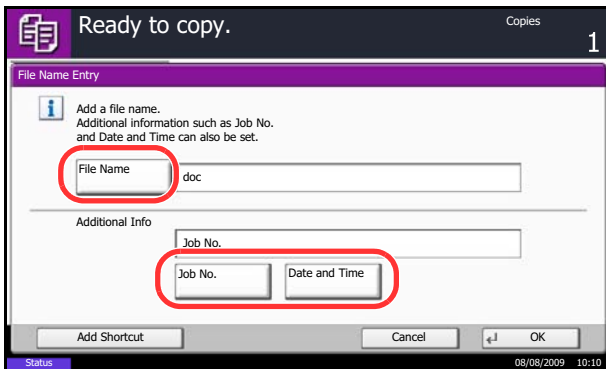 Ready to copy.
Copies
1
File Name Entry
i
Add a file name.
Additional information such as Job No.
and Date and Time can also be set.
File Name
doc
Additional Info
Job No.
Job No.
Date and Time
Add Shortcut
Cancel
OK
Status
08/08/2009 10:10